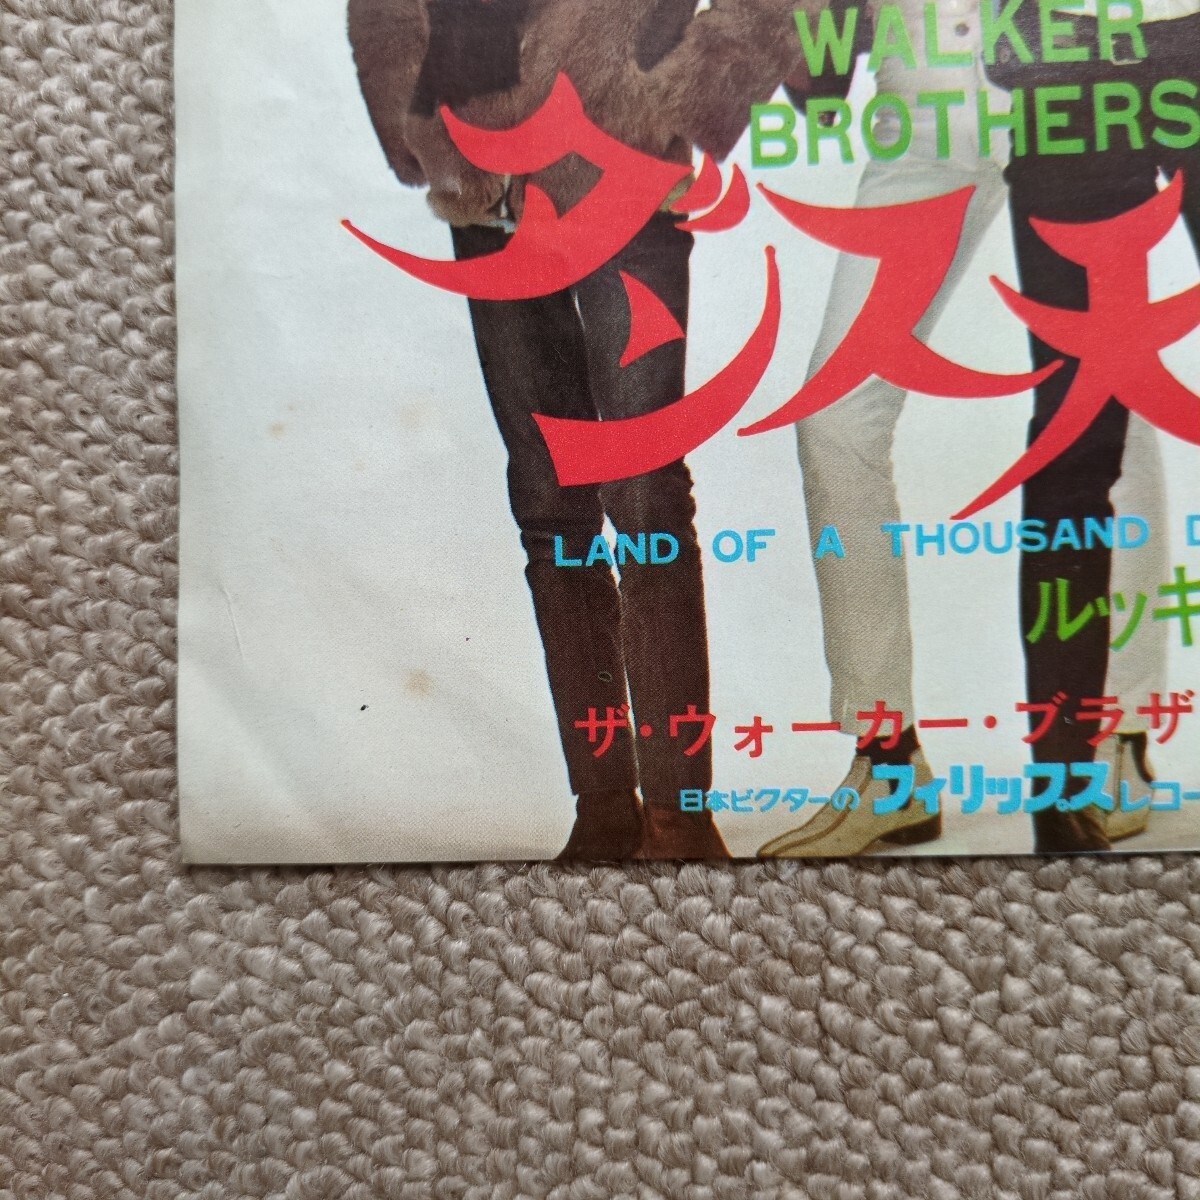 WALKER
BROTHERS
ダンス天
LAND OF A THOUSAND D
ルッキ
ザ・ウォーカー・ブラザ
日本ビクターの フィリップス レコー